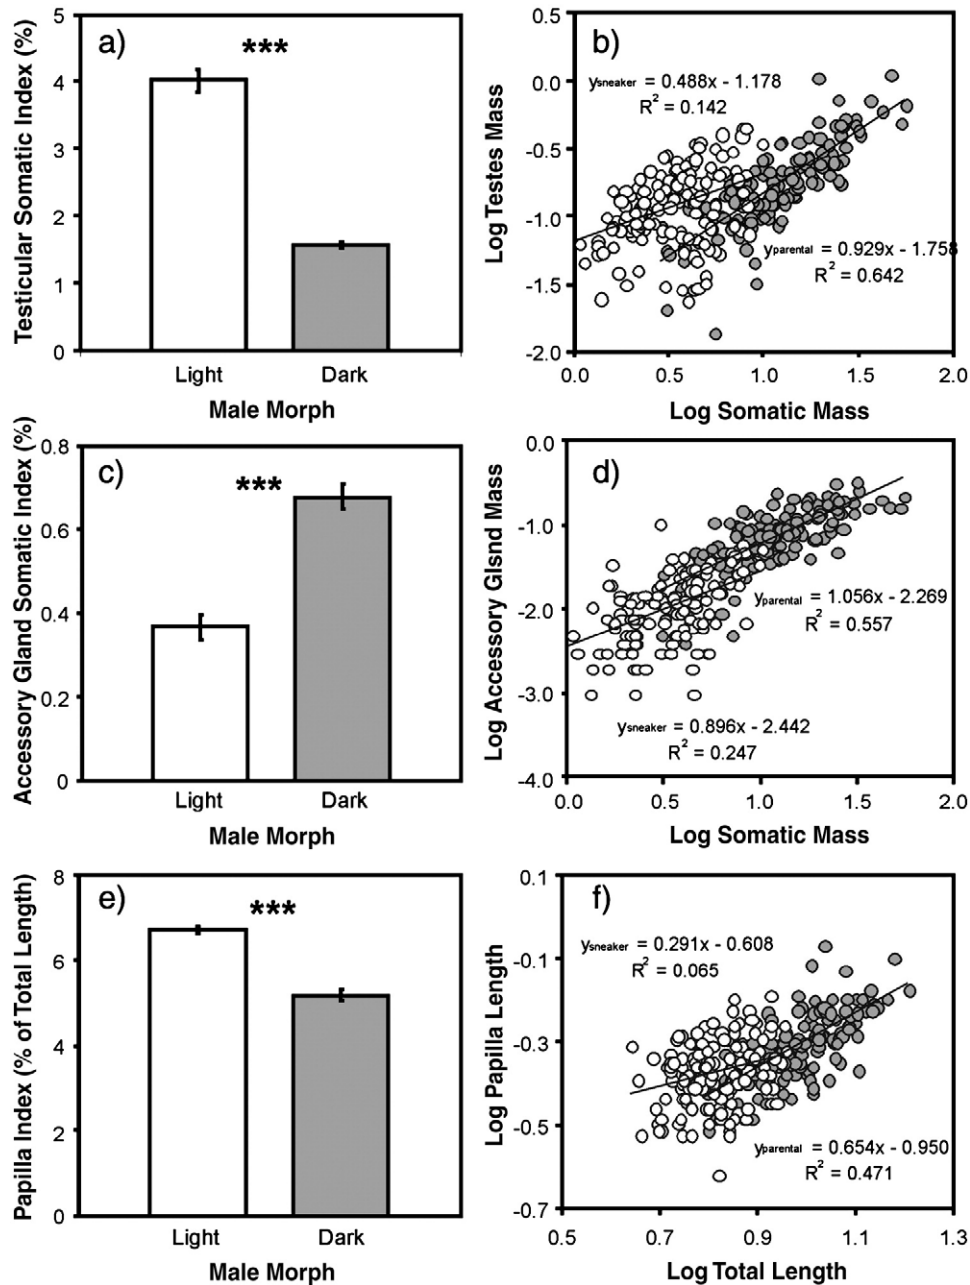 a)
***
Testicular Somatic Index (%)
5
4
3
2
1
0
Light Dark
Male Morph
b)
ysneaker = 0.488x - 1.178
R2 = 0.142
yparental = 0.929x - 1.758
R2 = 0.642
Log Testes Mass
0.5
0.0
-0.5
-1.0
-1.5
-2.0
0.0 0.5 1.0 1.5 2.0
Log Somatic Mass
c)
***
Accessory Gland Somatic Index (%)
0.8
0.6
0.4
0.2
0
Light Dark
Male Morph
d)
yparental = 1.056x - 2.269
R2 = 0.557
ysneaker = 0.896x - 2.442
R2 = 0.247
Log Accessory Glsnd Mass
0.0
-1.0
-2.0
-3.0
-4.0
0.0 0.5 1.0 1.5 2.0
Log Somatic Mass
e)
***
Papilla Index (% of Total Length)
8
6
4
2
0
Light Dark
Male Morph
f)
ysneaker = 0.291x - 0.608
R2 = 0.065
yparental = 0.654x - 0.950
R2 = 0.471
Log Papilla Length
0.1
-0.1
-0.3
-0.5
-0.7
0.5 0.7 0.9 1.1 1.3
Log Total Length